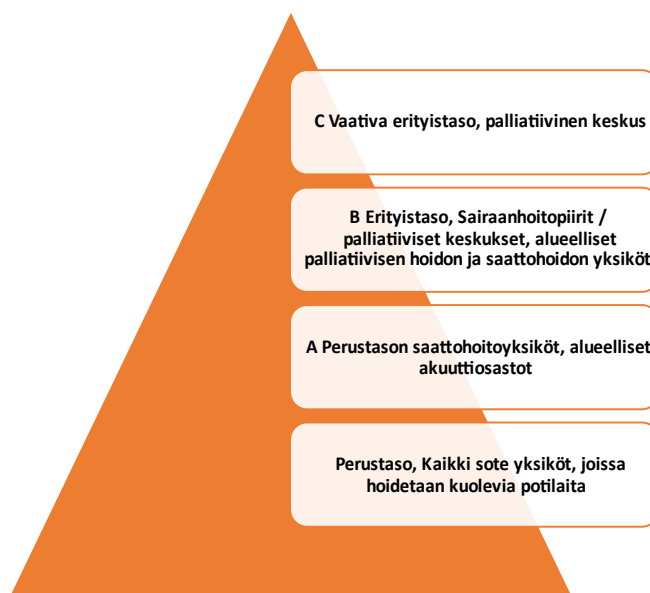 C Vaativa erityistaso, palliatiivinen keskus
B Erityistaso, Sairaanhoitopiirit /
palliatiiviset keskukset, alueelliset
palliatiivisen hoidon ja saattohoidon yksiköt
A Perustason saattohoitoyksiköt, alueelliset
akuuttiosastot
Perustaso, Kaikki sote yksiköt, joissa
hoidetaan kuolevia potilaita